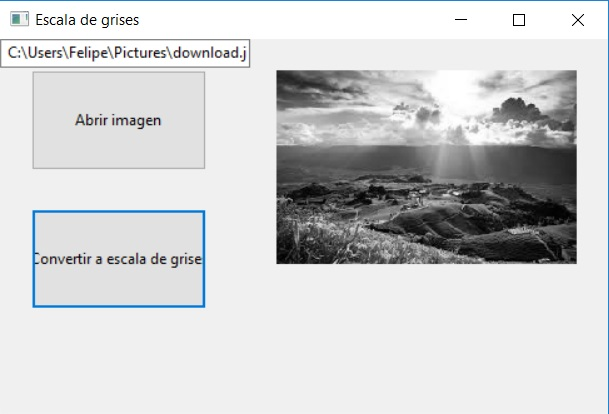 Escala de grises
C:\Users\Felipe\Pictures\download.j
Abrir imagen
Convertir a escala de grise